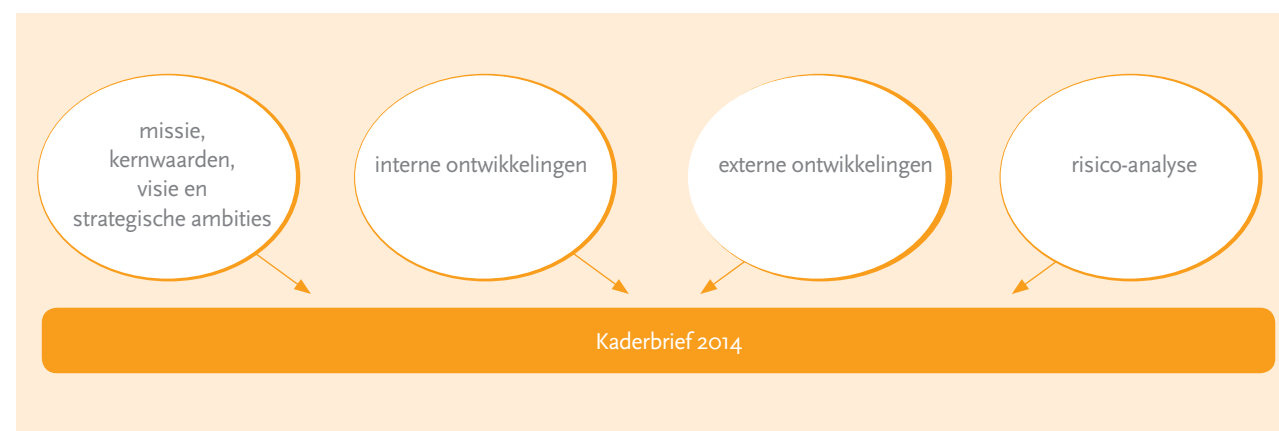 missie,
kernwaarden,
visie en
strategische ambities
interne ontwikkelingen
externe ontwikkelingen
risico-analyse
Kaderbrief 2014